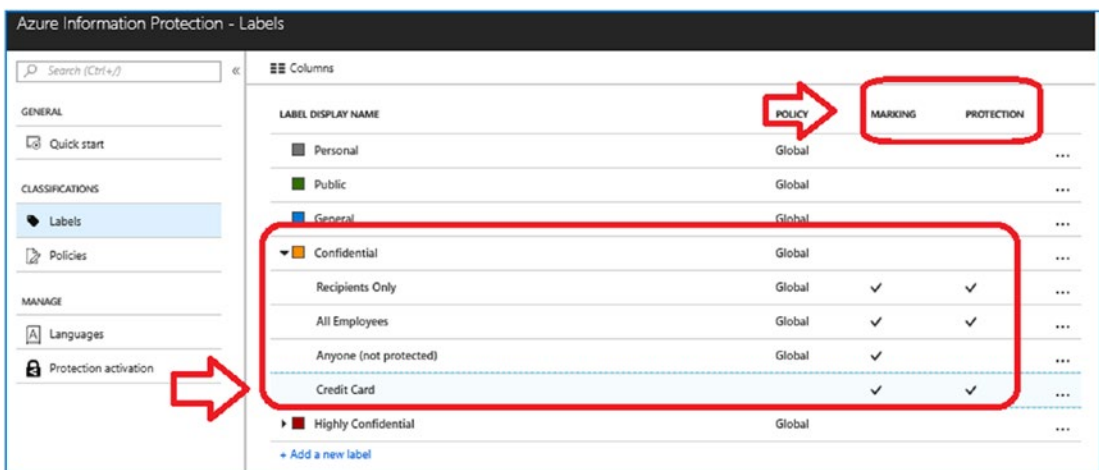 Azure Information Protection - Labels
Search (Ctrl+/)
«
Columns
GENERAL
Quick start
CLASSIFICATIONS
Labels
Policies
MANAGE
Languages
Protection activation
LABEL DISPLAY NAME POLICY MARKING PROTECTION
Personal Global ...
Public Global ...
General Global ...
Confidential Global ...
Recipients Only Global ✓ ✓ ...
All Employees Global ✓ ✓ ...
Anyone (not protected) Global ✓ ...
Credit Card ✓ ✓ ...
Highly Confidential Global ...
+ Add a new label